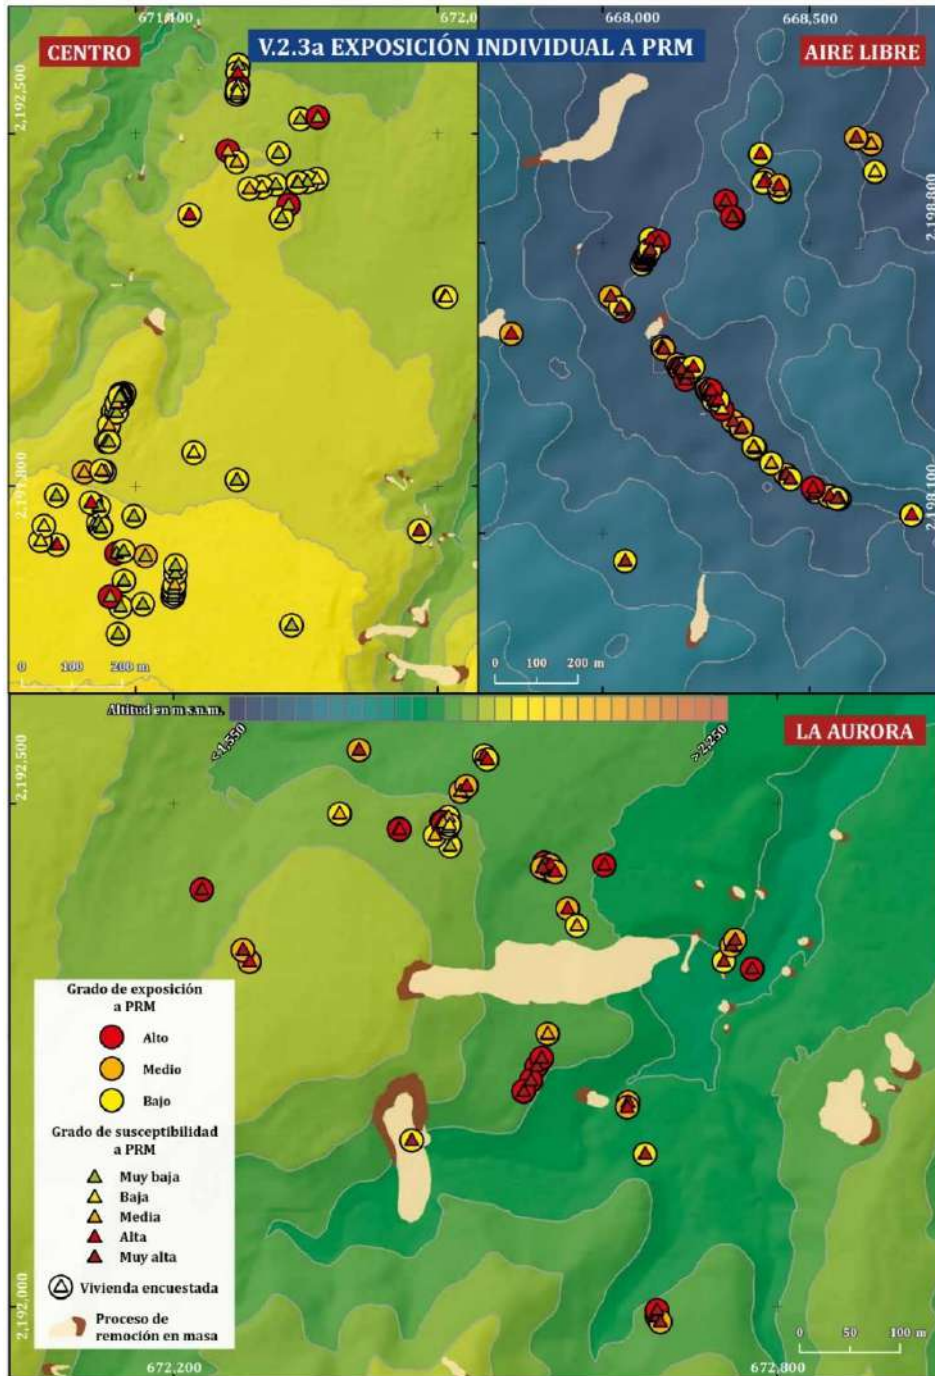 671,400
672,0
668,000
668,500
CENTRO
V.2.3a EXPOSICIÓN INDIVIDUAL A PRM
AIRE LIBRE
2,192,500
2,198,800
2,191,800
2,198,100
0 100 200 m
0 100 200 m
Altitud en m s.n.m.
< 1,550
> 2,250
LA AURORA
2,192,500
Grado de exposición
a PRM
Alto
Medio
Bajo
Grado de susceptibilidad
a PRM
Muy baja
Baja
Media
Alta
Muy alta
Vivienda encuestada
Proceso de
remoción en masa
2,192,000
0 50 100 m
672,200
672,800